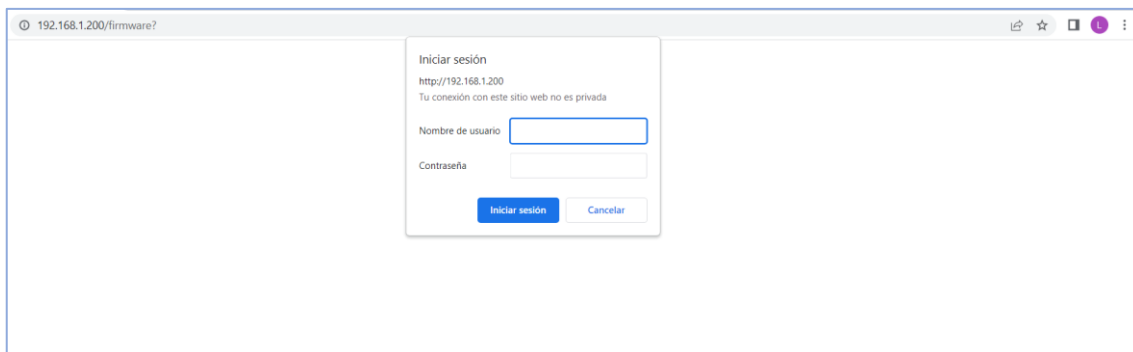 192.168.1.200/firmware?
L
Iniciar sesión
http://192.168.1.200
Tu conexión con este sitio web no es privada
Nombre de usuario
Contraseña
Iniciar sesión Cancelar